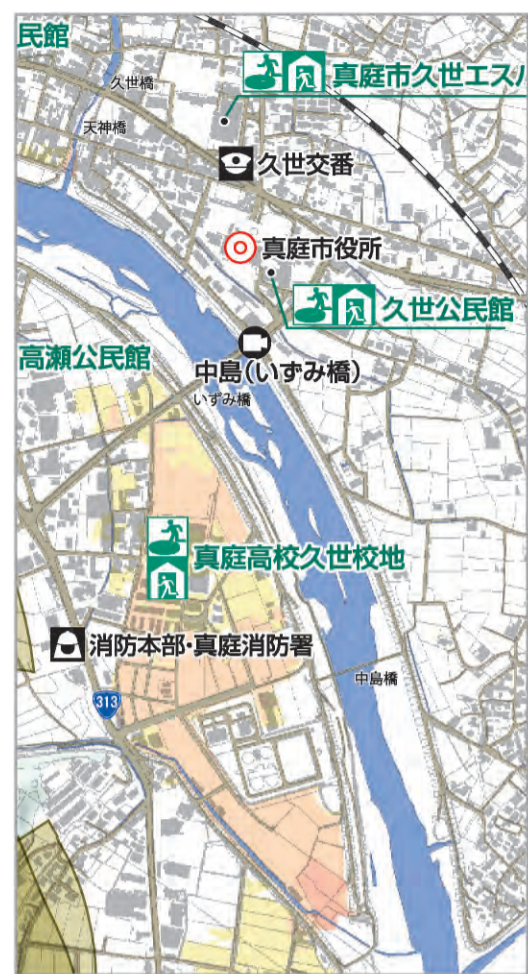 民館
久世橋
真庭市久世エスパ
天神橋
久世交番
真庭市役所
久世公民館
高瀬公民館
中島(いずみ橋)
いずみ橋
真庭高校久世校地
消防本部・真庭消防署
中島橋
313